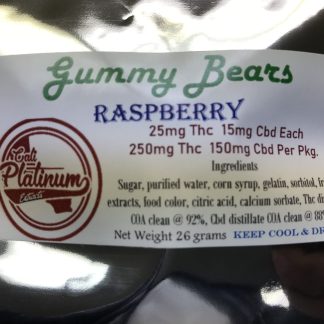 Gummy Bears
RASPBERRY
25mg Thc 15mg Cbd Each
250mg Thc 150mg Cbd Per Pkg.
Ingredients
Sugar, purified water, corn syrup, gelatin, sorbitol,
extracts, food color, citric acid, calcium sorbate, Thc
COA clean @ 92%, Cbd distillate COA clean @ 88%
Net Weight 26 grams KEEP COOL &
Cali
Platinum
Extracts